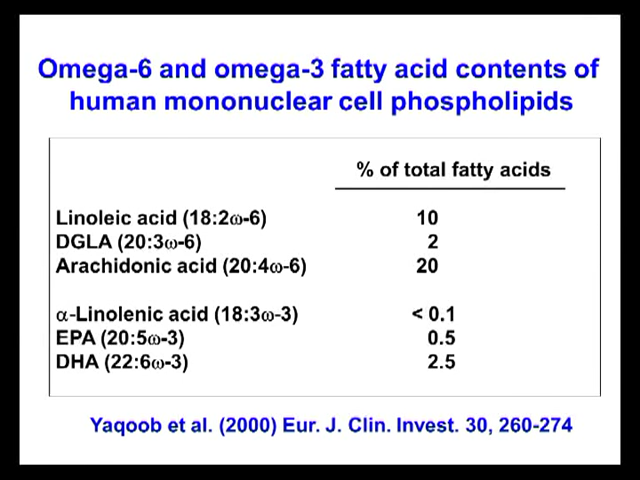 Omega-6 and omega-3 fatty acid contents of
human mononuclear cell phospholipids
% of total fatty acids
Linoleic acid (18:2ω-6) 10
DGLA (20:3ω-6) 2
Arachidonic acid (20:4ω-6) 20
α-Linolenic acid (18:3ω-3) < 0.1
EPA (20:5ω-3) 0.5
DHA (22:6ω-3) 2.5
Yaqoob et al. (2000) Eur. J. Clin. Invest. 30, 260-274